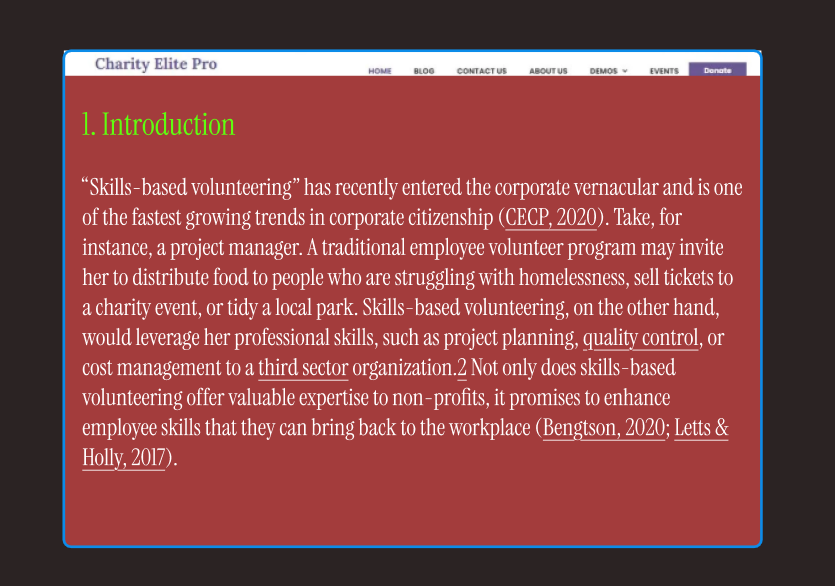 Charity Elite Pro
HOME BLOG CONTACT US ABOUT US DEMOS EVENTS Donate
1. Introduction
“Skills-based volunteering” has recently entered the corporate vernacular and is one
of the fastest growing trends in corporate citizenship (CECP, 2020). Take, for
instance, a project manager. A traditional employee volunteer program may invite
her to distribute food to people who are struggling with homelessness, sell tickets to
a charity event, or tidy a local park. Skills-based volunteering, on the other hand,
would leverage her professional skills, such as project planning, quality control, or
cost management to a third sector organization.2 Not only does skills-based
volunteering offer valuable expertise to non-profits, it promises to enhance
employee skills that they can bring back to the workplace (Bengtson, 2020; Letts &
Holly, 2017).